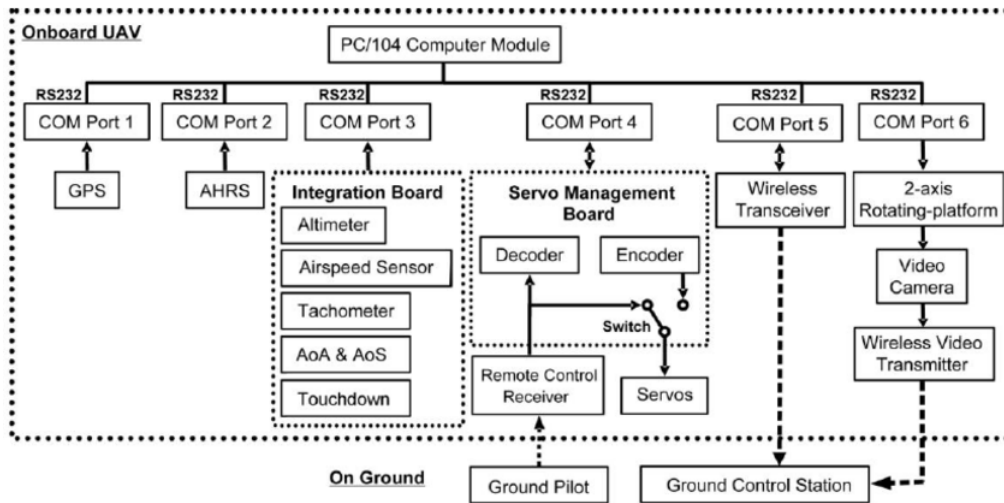 Onboard UAV
PC/104 Computer Module
RS232 RS232 RS232 RS232 RS232 RS232
COM Port 1 COM Port 2 COM Port 3 COM Port 4 COM Port 5 COM Port 6
GPS
AHRS
Integration Board
Altimeter
Airspeed Sensor
Tachometer
AoA & AoS
Touchdown
Servo Management
Board
Decoder
Encoder
Switch
Remote Control
Receiver
Servos
Wireless
Transceiver
2-axis
Rotating-platform
Video
Camera
Wireless Video
Transmitter
On Ground
Ground Pilot
Ground Control Station